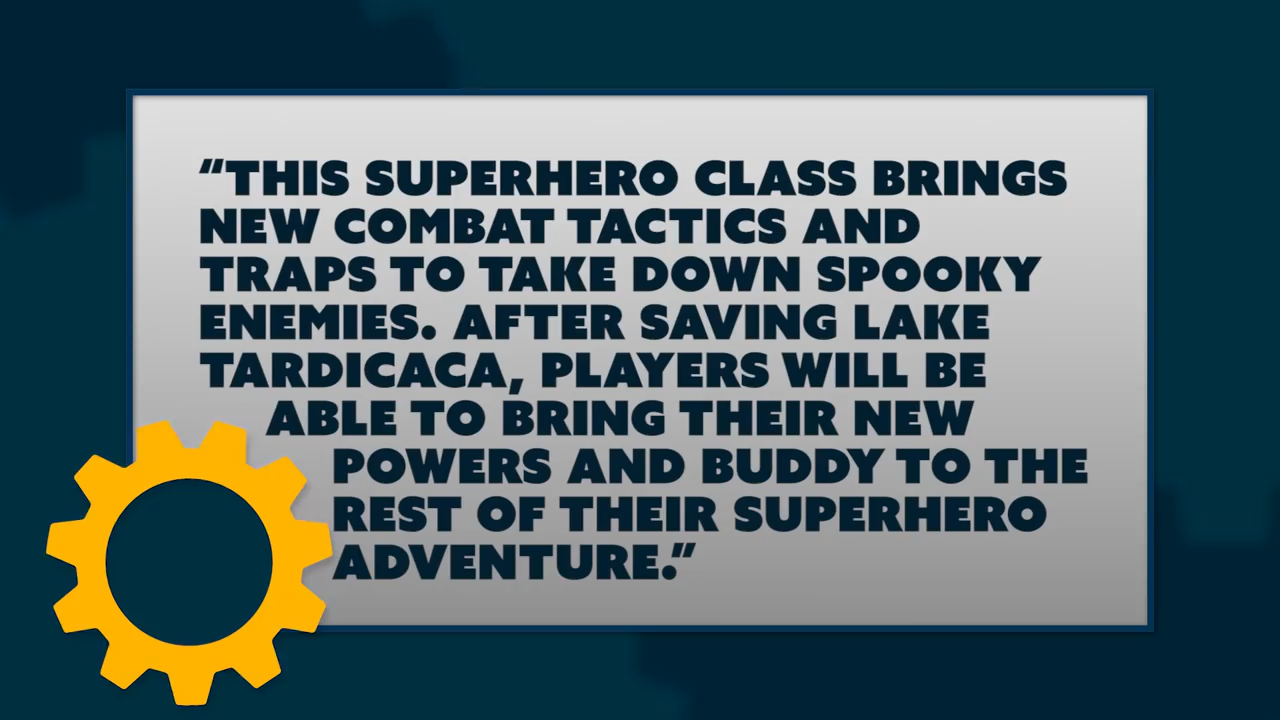 “THIS SUPERHERO CLASS BRINGS
NEW COMBAT TACTICS AND
TRAPS TO TAKE DOWN SPOOKY
ENEMIES. AFTER SAVING LAKE
TARDICACA, PLAYERS WILL BE
ABLE TO BRING THEIR NEW
POWERS AND BUDDY TO THE
REST OF THEIR SUPERHERO
ADVENTURE.”